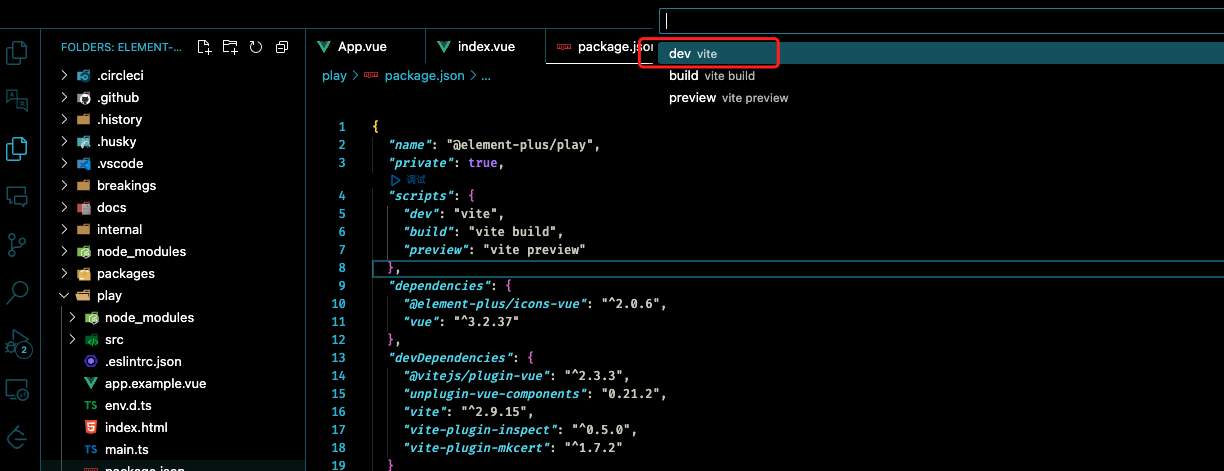 FOLDERS: ELEMENT-...
.circleci
.github
.history
.husky
.vscode
breakings
docs
internal
node_modules
packages
play
node_modules
src
.eslintrc.json
app.example.vue
env.d.ts
index.html
main.ts
package.json
2
App.vue
index.vue
package.json
play > package.json > ...
dev vite
build vite build
preview vite preview
1 {
2 "name": "@element-plus/play",
3 "private": true,
调试
4 "scripts": {
5 "dev": "vite",
6 "build": "vite build",
7 "preview": "vite preview"
8 },
9 "dependencies": {
10 "@element-plus/icons-vue": "^2.0.6",
11 "vue": "^3.2.37"
12 },
13 "devDependencies": {
14 "@vitejs/plugin-vue": "^2.3.3",
15 "unplugin-vue-components": "0.21.2",
16 "vite": "^2.9.15",
17 "vite-plugin-inspect": "^0.5.0",
18 "vite-plugin-mkcert": "^1.7.2"
19 }